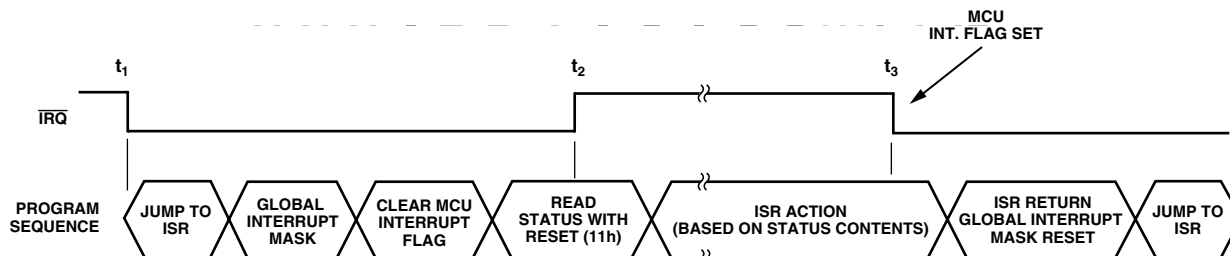 MCU
INT. FLAG SET
t1
t2
t3
IRQ
PROGRAM
SEQUENCE
JUMP TO
ISR
GLOBAL
INTERRUPT
MASK
CLEAR MCU
INTERRUPT
FLAG
READ
STATUS WITH
RESET (11h)
ISR ACTION
(BASED ON STATUS CONTENTS)
ISR RETURN
GLOBAL INTERRUPT
MASK RESET
JUMP TO
ISR